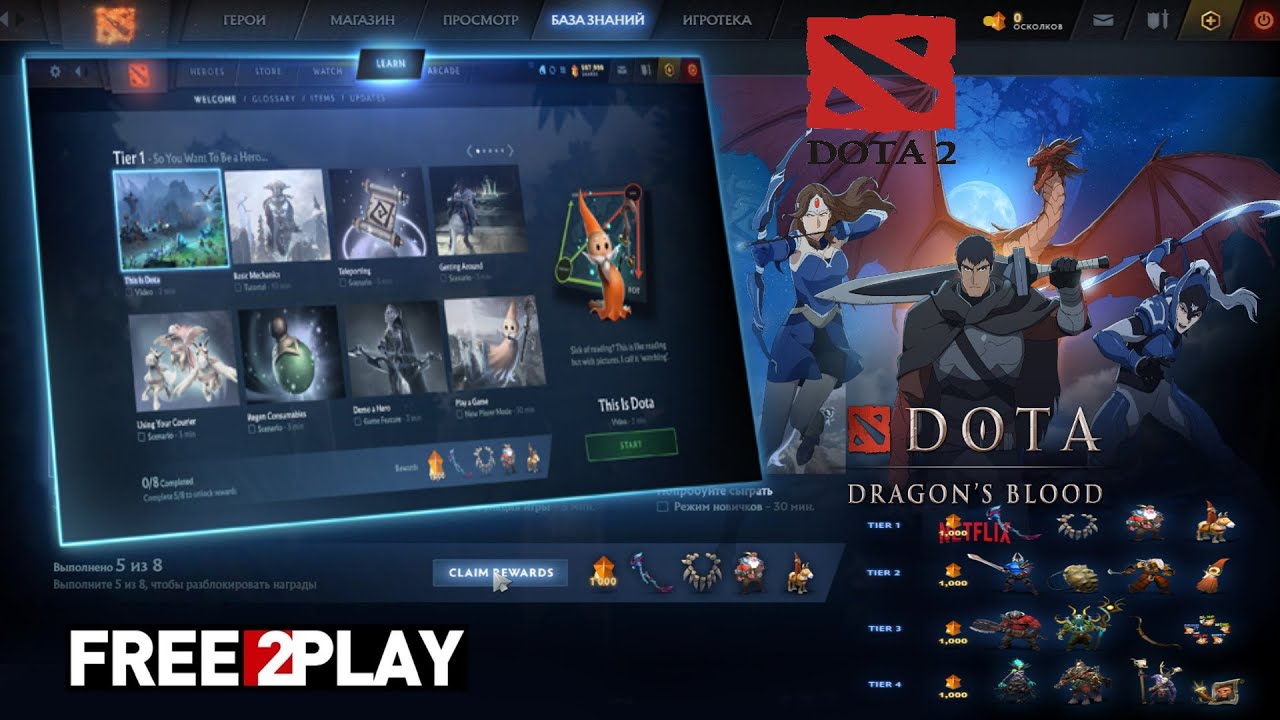 ГЕРОИ МАГАЗИН ПРОСМОТР БАЗА ЗНАНИЙ ИГРОТЕКА
0
ОСКОЛКОВ
HEROES STORE WATCH LEARN ARCADE
WELCOME / GLOSSARY / ITEMS / UPDATES
Tier 1 - So You Want To Be a Hero...
This Is Dota
Video - 2 min
Basic Mechanics
Tutorial - 10 min
Teleporting
Scenario - 5 min
Getting Around
Scenario - 5 min
Using Your Courier
Scenario - 5 min
Regen Consumables
Scenario - 3 min
Demo a Hero
Game Feature - 3 min
Play a Game
New Player Mode - 30 min
Sick of reading? This is like reading
but with pictures. I call it 'watching'.
This Is Dota
Video - 2 min
START
0/8 Completed
Complete 5/8 to unlock rewards
Rewards
1000
Попробуйте сыграть
Режим новичков - 30 мин.
Выполнено 5 из 8
Выполните 5 из 8, чтобы разблокировать награды
CLAIM REWARDS
1000
FREE2PLAY
DOTA 2
DOTA
DRAGON'S BLOOD
NETFLIX
TIER 1
1,000
TIER 2
1,000
TIER 3
1,000
TIER 4
1,000